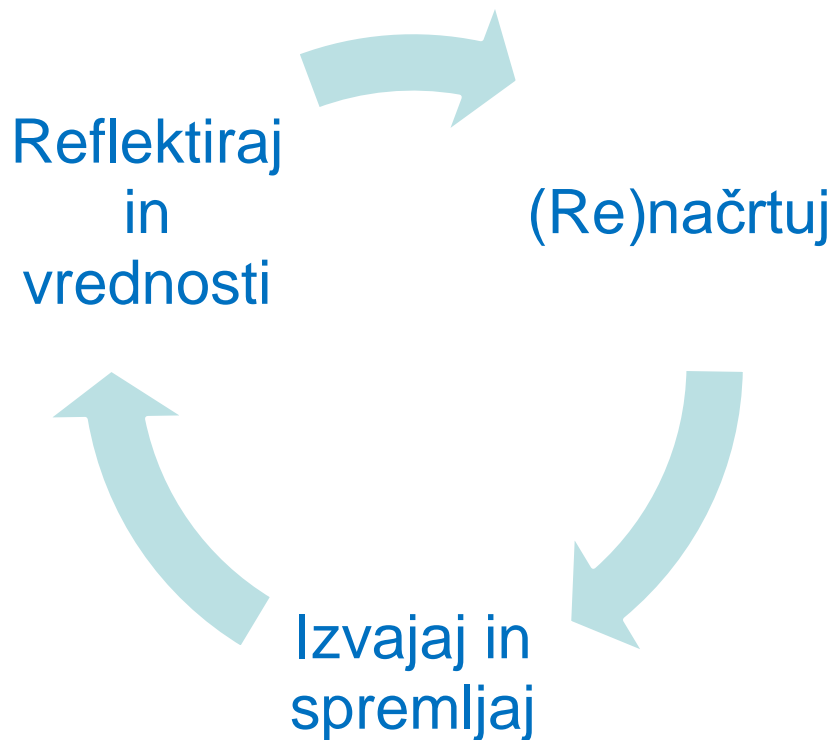 Reflektiraj
in
vrednosti
(Re)načrtuj
Izvajaj in
spremljaj